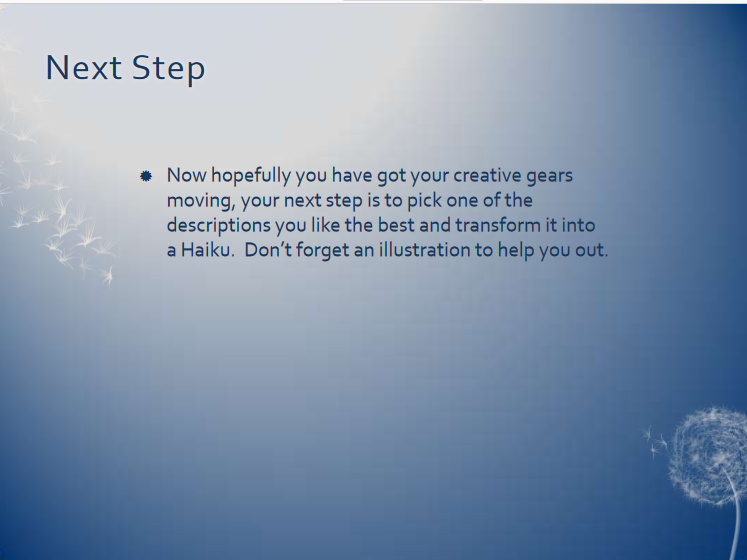 Next Step
Now hopefully you have got your creative gears
moving, your next step is to pick one of the
descriptions you like the best and transform it into
a Haiku.  Don't forget an illustration to help you out.